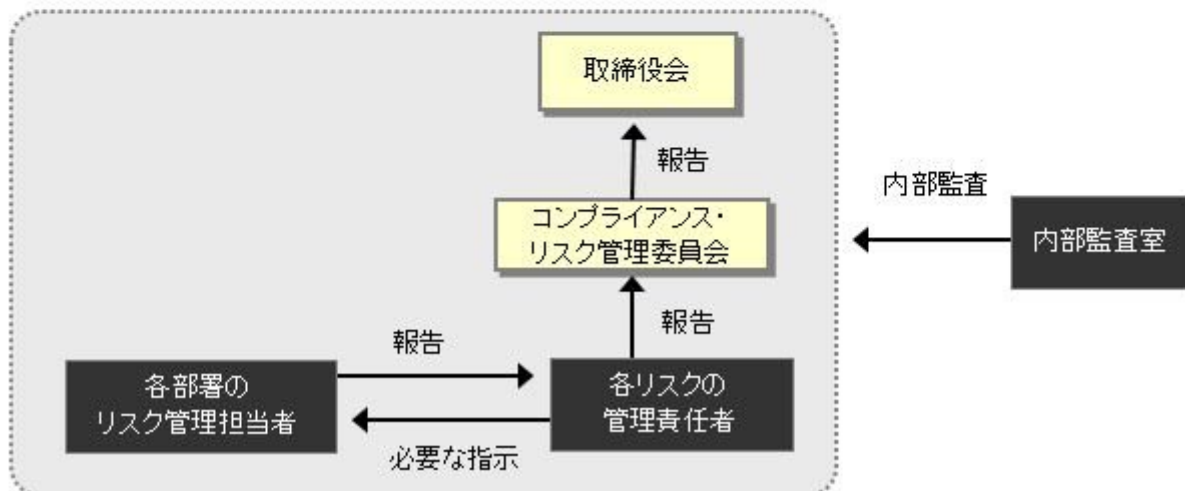 取締役会
報告
内部監査
コンプライアンス・
リスク管理委員会
内部監査室
報告
報告
各部署の
リスク管理担当者
各リスクの
管理責任者
必要な指示